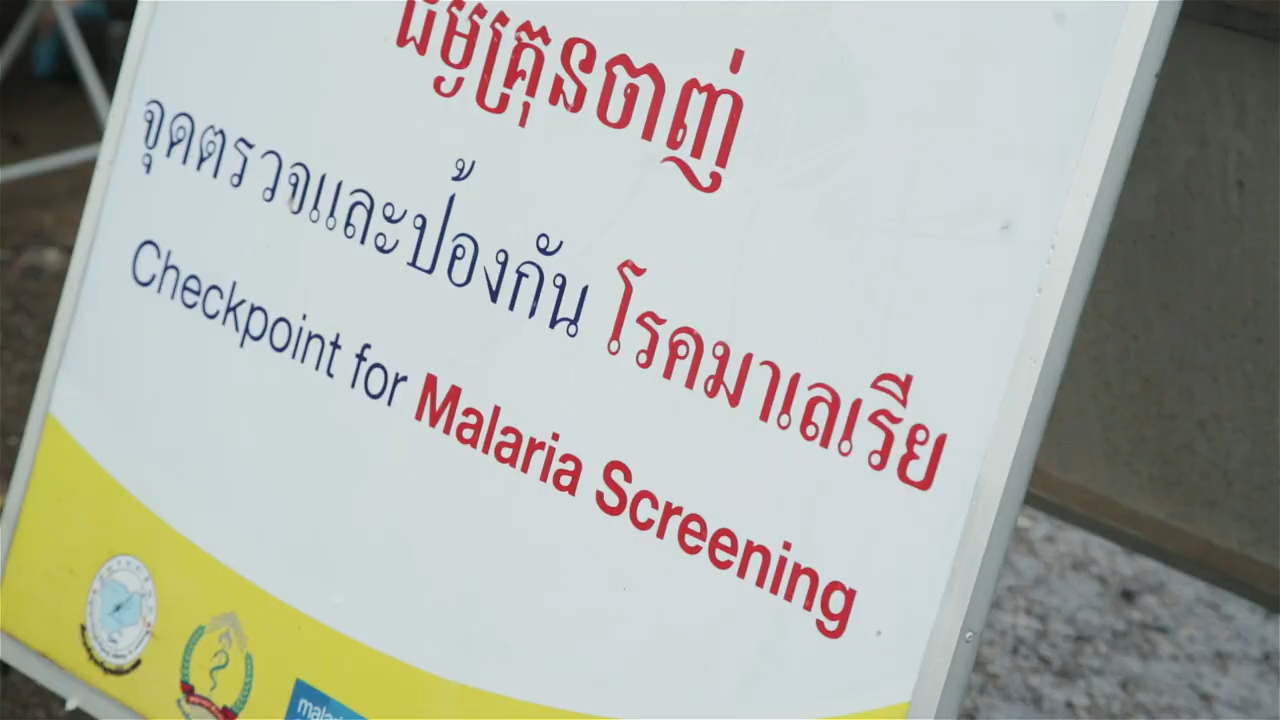 ជម្ងឺគ្រុនចាញ់
จุดตรวจและป้องกัน โรคมาเลเรีย
Checkpoint for Malaria Screening